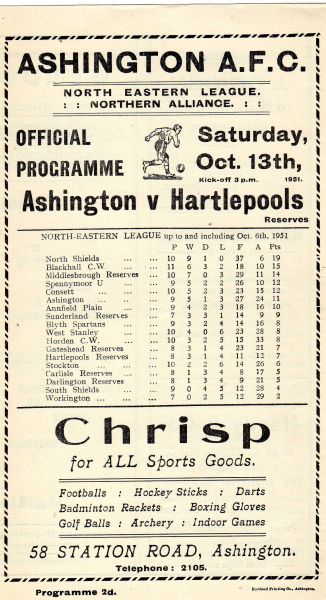 ASHINGTON A.F.C.
NORTH EASTERN LEAGUE.
: : NORTHERN ALLIANCE. : :
OFFICIAL PROGRAMME
Saturday, Oct. 13th, 1951.
Kick-off 3 p.m.
Ashington v Hartlepools
Reserves
NORTH-EASTERN LEAGUE up to and including Oct. 6th, 1951
P W D L F A Pts
North Shields ... ... 10 9 1 0 37 6 19
Blackhall C.W ... ... 11 6 3 2 18 10 15
Middlesbrough Reserves ... 10 7 0 3 29 11 14
Spennymoor U ... ... 9 5 2 2 26 10 12
Consett ... ... 10 5 2 3 23 15 12
Ashington ... ... 9 5 1 3 27 24 11
Annfield Plain ... ... 9 4 2 3 18 16 10
Sunderland Reserves ... 7 3 3 1 14 9 9
Blyth Spartans ... ... 9 3 2 4 14 16 8
West Stanley ... ... 10 4 0 6 23 28 8
Horden C.W. ... ... 10 3 2 5 15 33 8
Gateshead Reserves ... 8 3 1 4 23 21 7
Hartlepools Reserves ... 8 3 1 4 11 12 7
Stockton ... ... 10 2 2 6 14 26 6
Carlisle Reserves ... ... 8 1 3 4 8 17 5
Darlington Reserves ... 8 1 3 4 9 21 5
South Shields ... ... 9 0 4 5 12 28 4
Workington ... ... 7 0 2 5 12 29 2
Chrisp
for ALL Sports Goods.
Footballs : Hockey Sticks : Darts
Badminton Rackets : Boxing Gloves
Golf Balls : Archery : Indoor Games
58 STATION ROAD, Ashington.
Telephone: 2105.
Programme 2d.
Printing Co., Ashington.